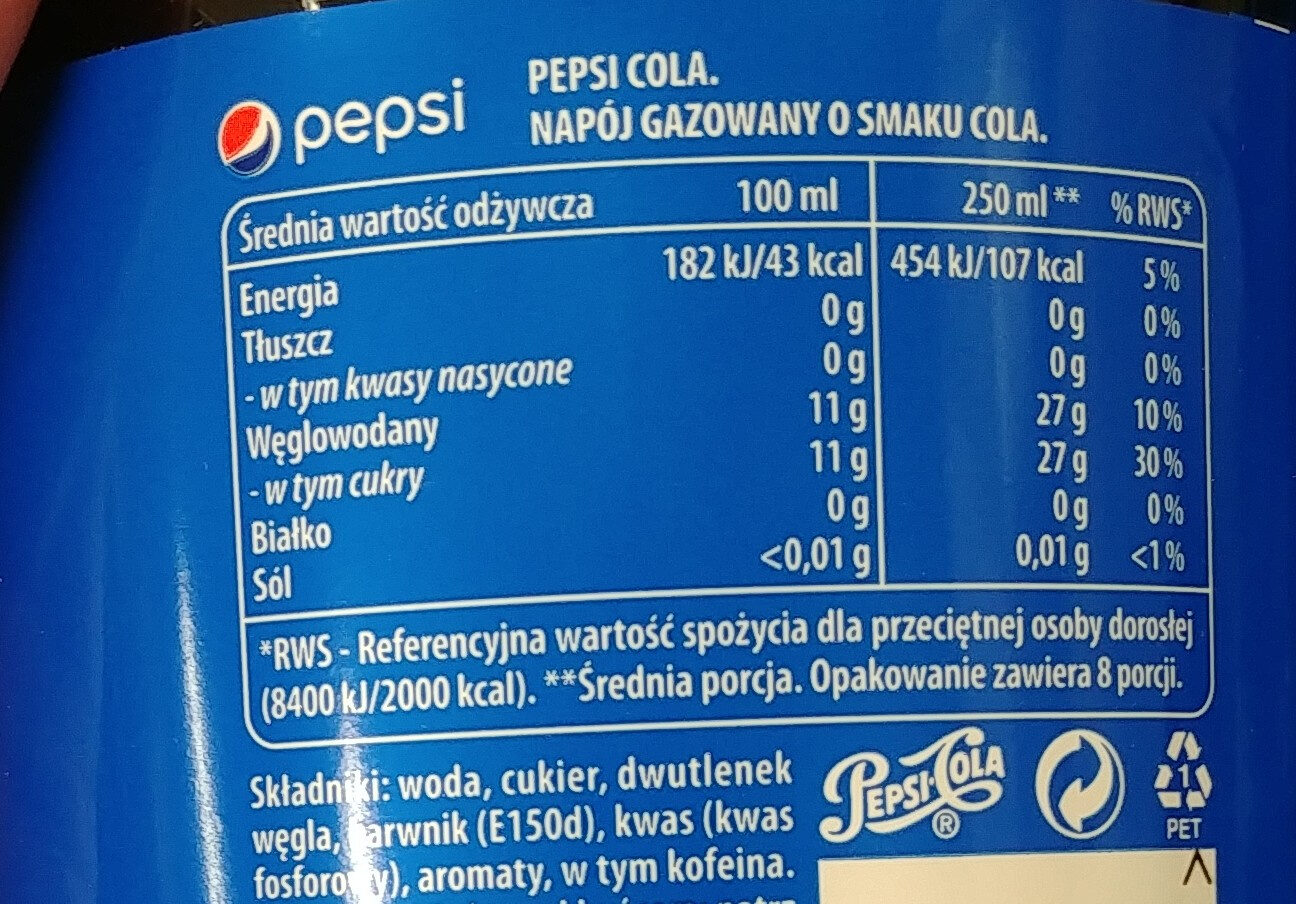 pepsi
PEPSI COLA.
NAPÓJ GAZOWANY O SMAKU COLA.
Średnia wartość odżywcza 100 ml 250 ml** % RWS*
Energia 182 kJ/43 kcal 454 kJ/107 kcal 5%
Tłuszcz 0 g 0 g 0%
- w tym kwasy nasycone 0 g 0 g 0%
Węglowodany 11 g 27 g 10%
- w tym cukry 11 g 27 g 30%
Białko 0 g 0 g 0%
Sól <0,01 g 0,01 g <1%
*RWS - Referencyjna wartość spożycia dla przeciętnej osoby dorosłej
(8400 kJ/2000 kcal). **Średnia porcja. Opakowanie zawiera 8 porcji.
Składniki: woda, cukier, dwutlenek
węgla, barwnik (E150d), kwas (kwas
fosforowy), aromaty, w tym kofeina.
PEPSI-COLA ®
1
PET